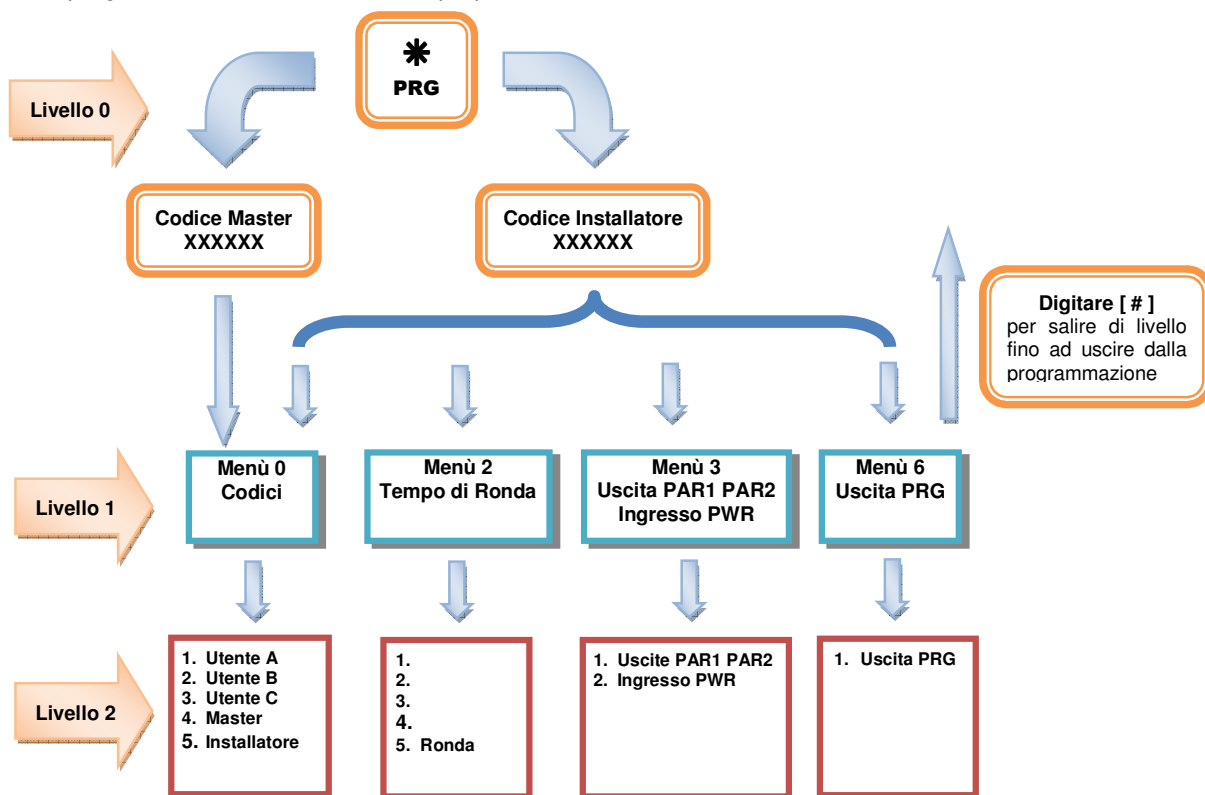 ✱
PRG
Livello 0
Codice Master
XXXXXX
Codice Installatore
XXXXXX
Digitare [ # ]
per salire di livello
fino ad uscire dalla
programmazione
Livello 1
Menù 0
Codici
Menù 2
Tempo di Ronda
Menù 3
Uscita PAR1 PAR2
Ingresso PWR
Menù 6
Uscita PRG
Livello 2
1. Utente A
2. Utente B
3. Utente C
4. Master
5. Installatore
1.
2.
3.
4.
5. Ronda
1. Uscite PAR1 PAR2
2. Ingresso PWR
1. Uscita PRG